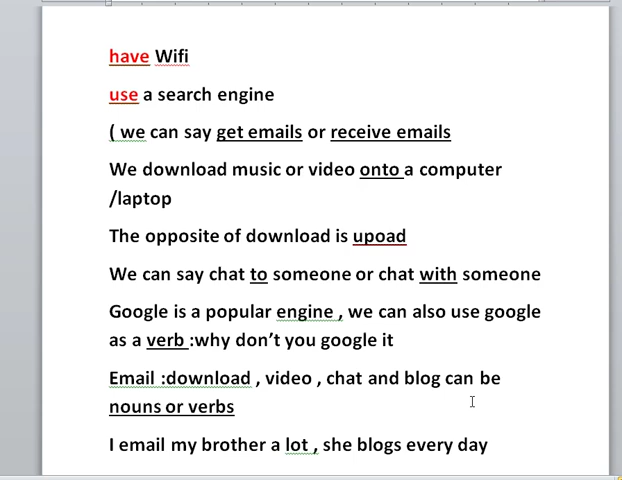 have Wifi
use a search engine
( we can say get emails or receive emails
We download music or video onto a computer
/laptop
The opposite of download is upoad
We can say chat to someone or chat with someone
Google is a popular engine , we can also use google
as a verb :why don't you google it
Email :download , video , chat and blog can be
nouns or verbs
I email my brother a lot , she blogs every day